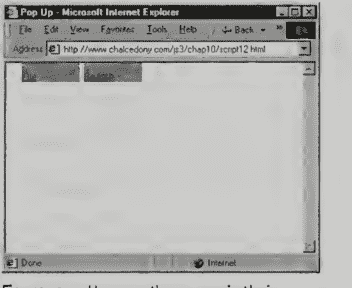 Pop Up - Microsoft Internet Explorer
File Edit View Favorites Tools Help Back »
Address http://www.chalcedony.com/js3/chap10/script12.html
Done Internet